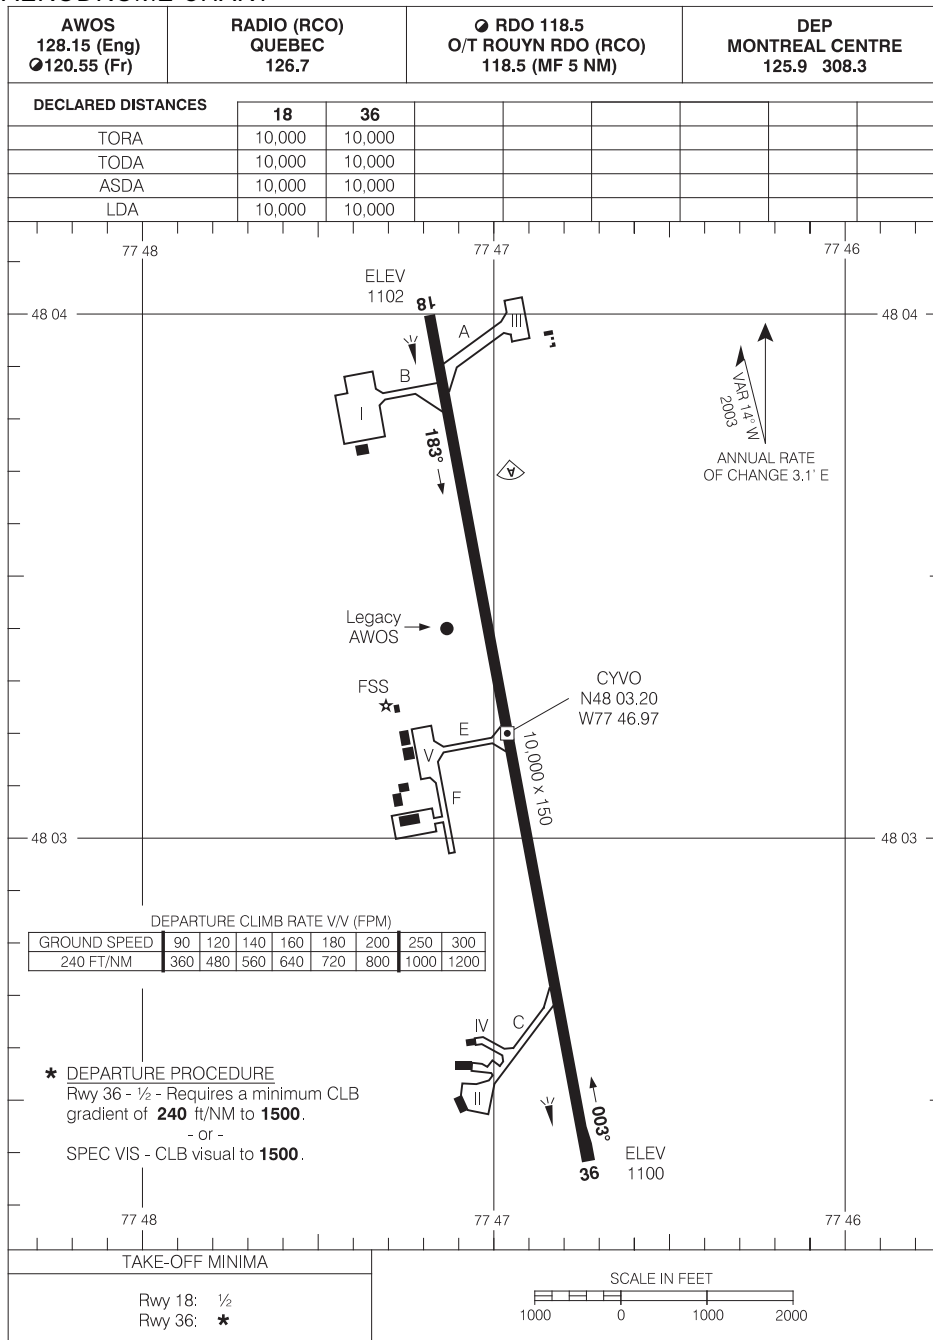 AERODROME CHART
AWOS
128.15 (Eng)
120.55 (Fr)
RADIO (RCO)
QUEBEC
126.7
RDO 118.5
O/T ROUYN RDO (RCO)
118.5 (MF 5 NM)
DEP
MONTREAL CENTRE
125.9 308.3
DECLARED DISTANCES 18 36
TORA 10,000 10,000
TODA 10,000 10,000
ASDA 10,000 10,000
LDA 10,000 10,000
77 48 77 47 77 46
ELEV
1102
18
48 04 48 04
A
III
B
I
183°
A
VAR 14° W
2003
ANNUAL RATE
OF CHANGE 3.1' E
Legacy
AWOS
CYVO
N48 03.20
W77 46.97
FSS
E
V
10,000 x 150
F
48 03 48 03
DEPARTURE CLIMB RATE V/V (FPM)
GROUND SPEED 90 120 140 160 180 200 250 300
240 FT/NM 360 480 560 640 720 800 1000 1200
IV
C
II
* DEPARTURE PROCEDURE
Rwy 36 - ½ - Requires a minimum CLB
gradient of 240 ft/NM to 1500.
- or -
SPEC VIS - CLB visual to 1500.
003°
36
ELEV
1100
77 48 77 47 77 46
TAKE-OFF MINIMA
Rwy 18: ½
Rwy 36: *
SCALE IN FEET
1000 0 1000 2000